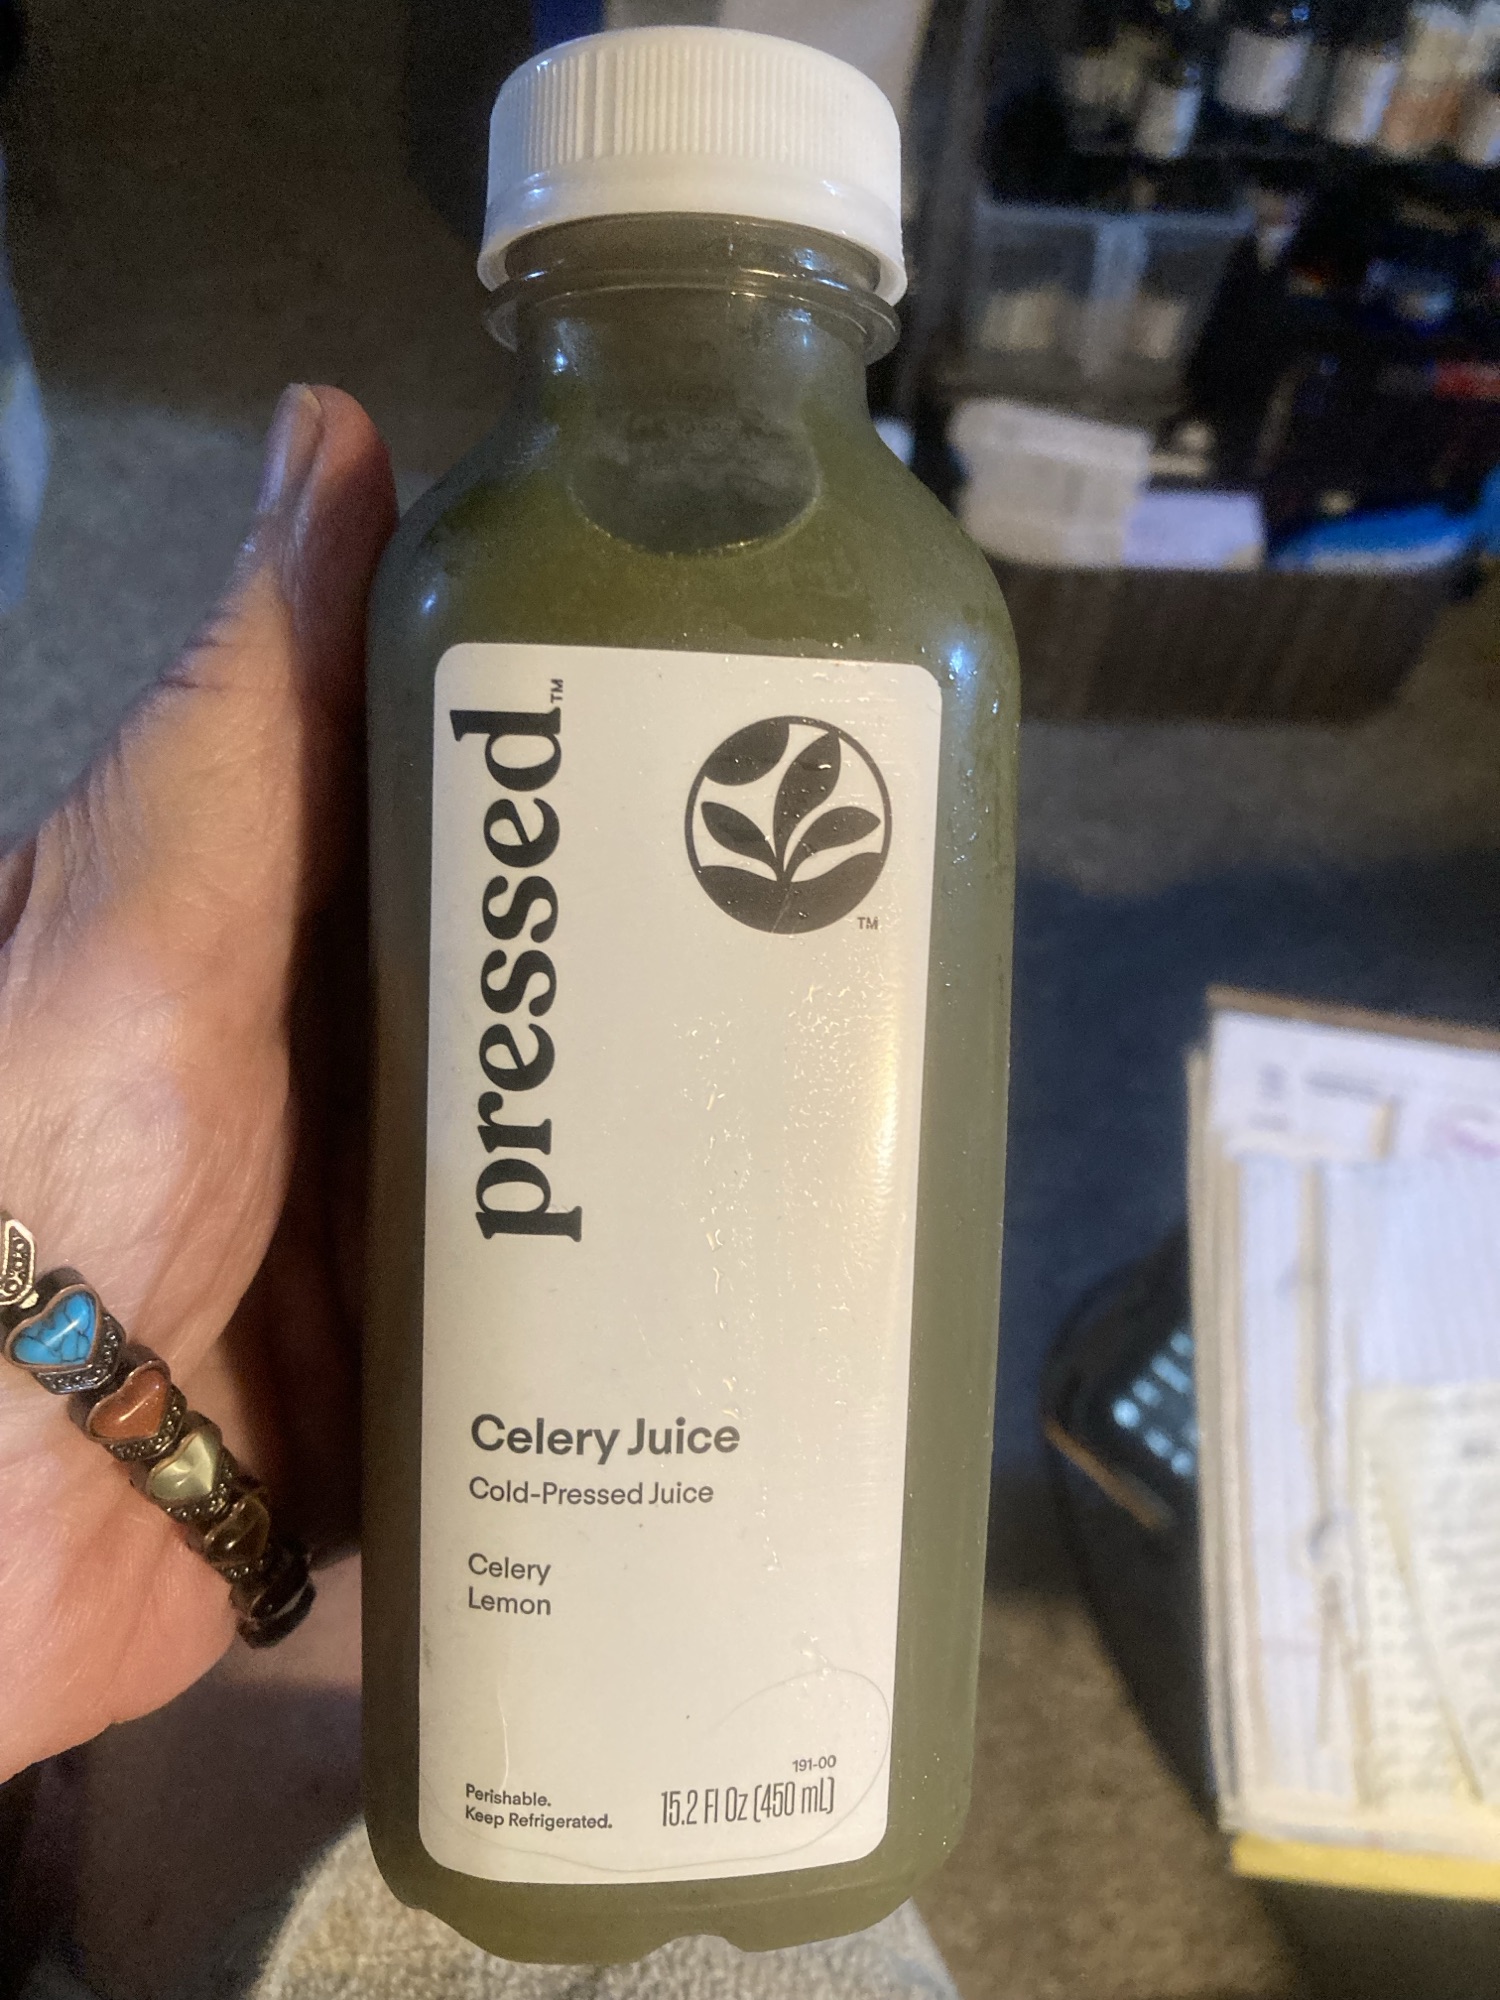 pressed™
TM
Celery Juice
Cold-Pressed Juice
Celery
Lemon
191-00
Perishable.
Keep Refrigerated.
15.2 Fl Oz (450 mL)